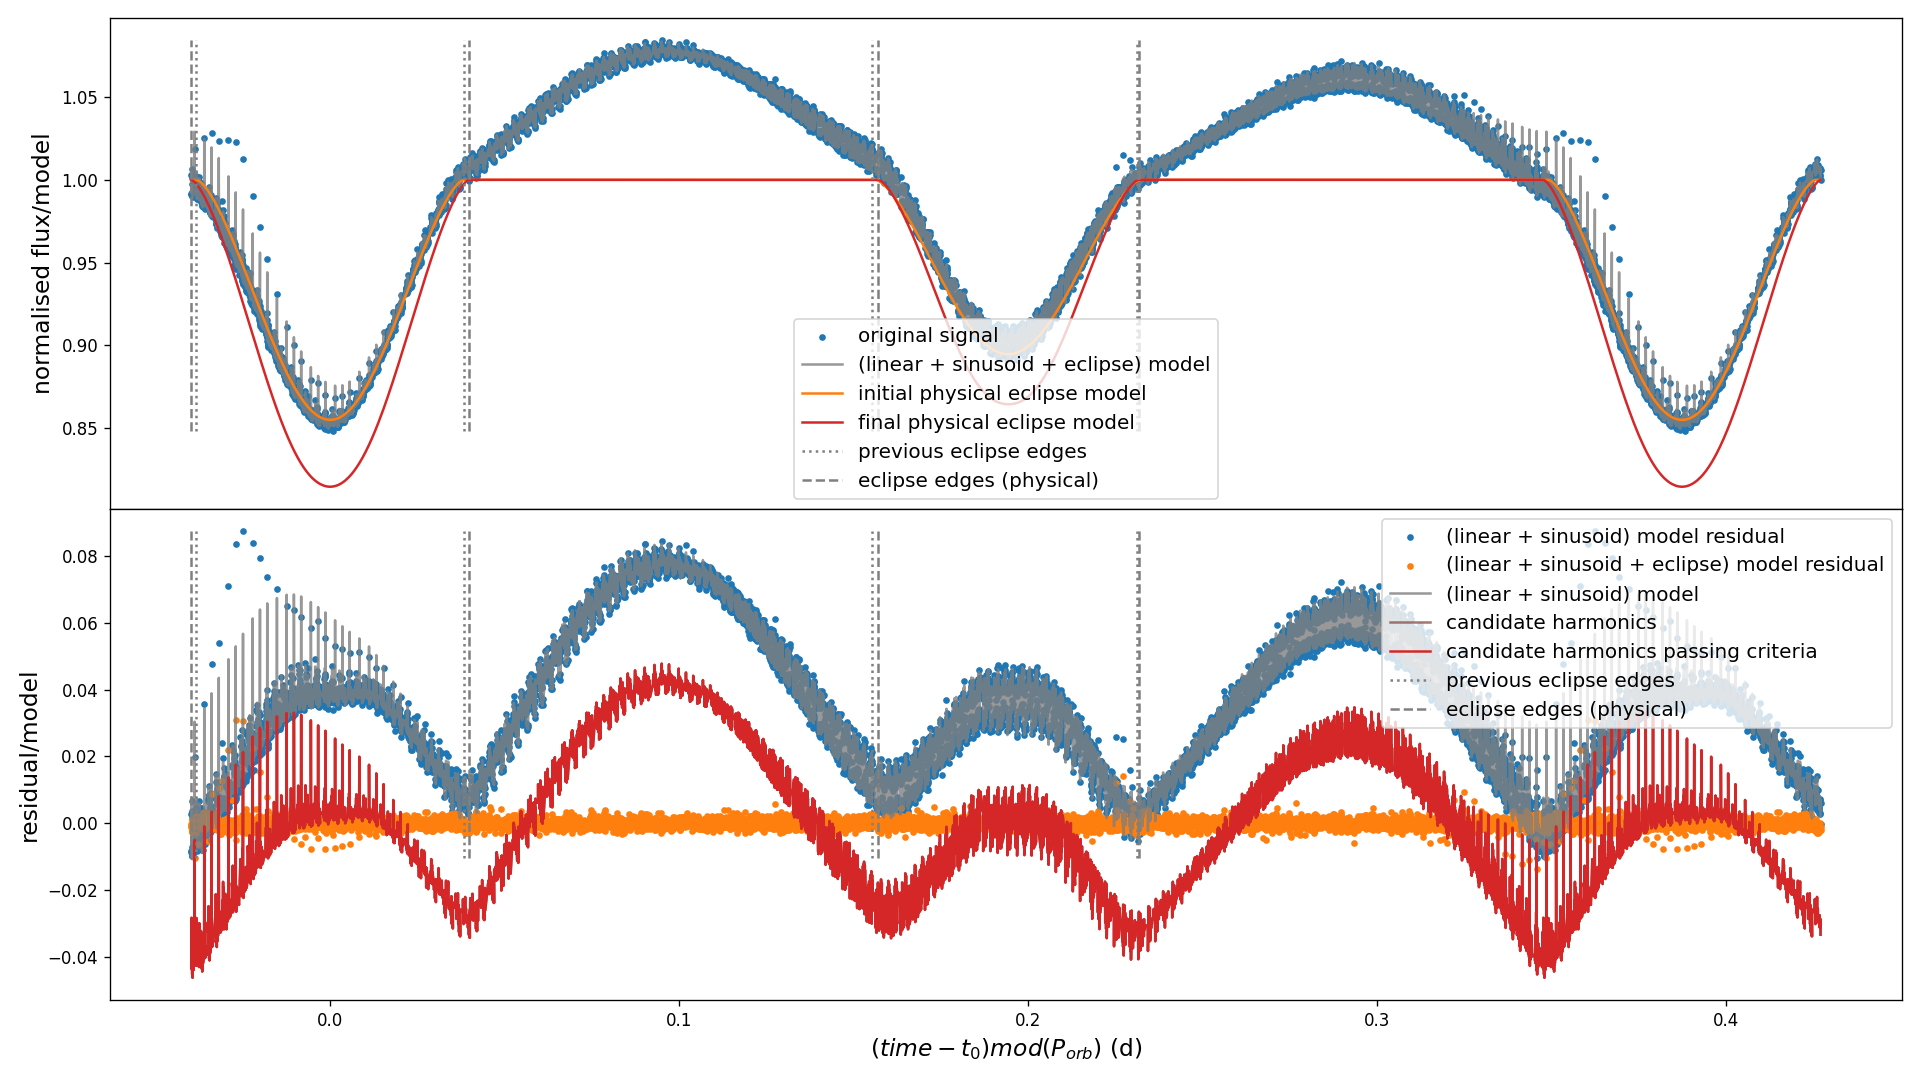 normalised flux/model
1.05
1.00
0.95
0.90
0.85
original signal
(linear + sinusoid + eclipse) model
initial physical eclipse model
final physical eclipse model
previous eclipse edges
eclipse edges (physical)
residual/model
0.08
0.06
0.04
0.02
0.00
−0.02
−0.04
(linear + sinusoid) model residual
(linear + sinusoid + eclipse) model residual
(linear + sinusoid) model
candidate harmonics
candidate harmonics passing criteria
previous eclipse edges
eclipse edges (physical)
0.0 0.1 0.2 0.3 0.4
(time − t₀)mod(Pₒᵣb) (d)